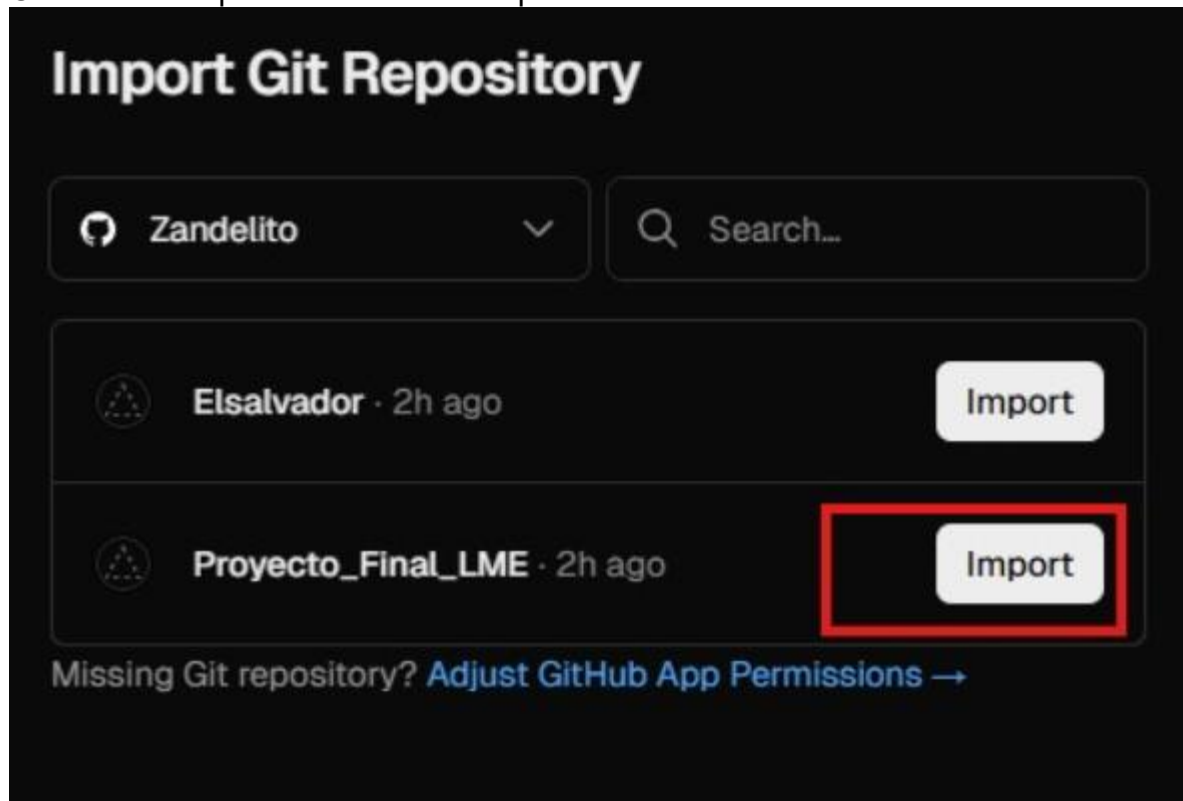 Import Git Repository
Zandelito
Search...
Elsalvador · 2h ago
Import
Proyecto_Final_LME · 2h ago
Import
Missing Git repository? Adjust GitHub App Permissions →